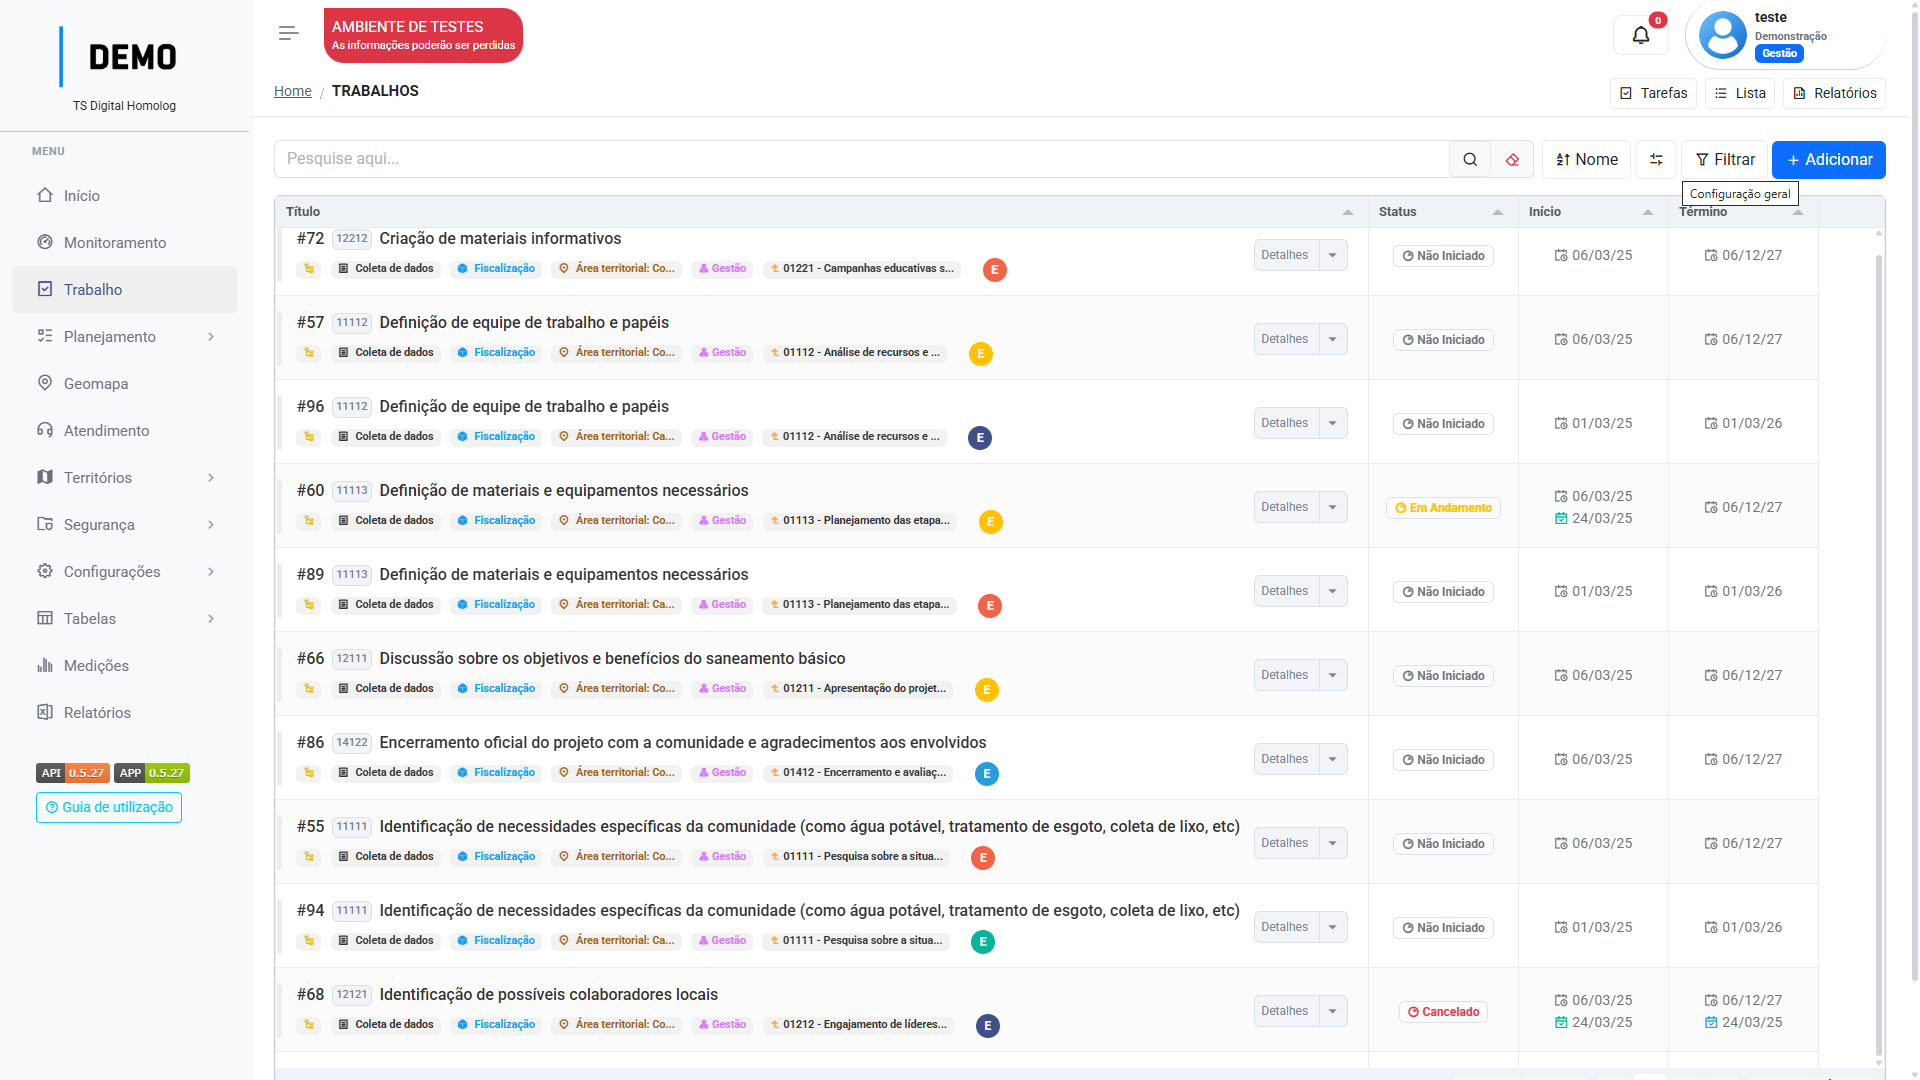 DEMO
TS Digital Homolog
MENU
Início
Monitoramento
Trabalho
Planejamento
Geomapa
Atendimento
Territórios
Segurança
Configurações
Tabelas
Medições
Relatórios
API 0.5.27 APP 0.5.27
Guia de utilização
AMBIENTE DE TESTES
As informações poderão ser perdidas
0
teste
Demonstração
Gestão
Home / TRABALHOS
Tarefas Lista Relatórios
Pesquise aqui...
Nome Filtrar + Adicionar
Configuração geral
Título Status Início Término
#72 12212 Criação de materiais informativos
Coleta de dados Fiscalização Área territorial: Co... Gestão 01221 - Campanhas educativas s... E
Detalhes Não Iniciado 06/03/25 06/12/27
#57 11112 Definição de equipe de trabalho e papéis
Coleta de dados Fiscalização Área territorial: Co... Gestão 01112 - Análise de recursos e ... E
Detalhes Não Iniciado 06/03/25 06/12/27
#96 11112 Definição de equipe de trabalho e papéis
Coleta de dados Fiscalização Área territorial: Ca... Gestão 01112 - Análise de recursos e ... E
Detalhes Não Iniciado 01/03/25 01/03/26
#60 11113 Definição de materiais e equipamentos necessários
Coleta de dados Fiscalização Área territorial: Co... Gestão 01113 - Planejamento das etapa... E
Detalhes Em Andamento 06/03/25 06/12/27
24/03/25
#89 11113 Definição de materiais e equipamentos necessários
Coleta de dados Fiscalização Área territorial: Ca... Gestão 01113 - Planejamento das etapa... E
Detalhes Não Iniciado 01/03/25 01/03/26
#66 12111 Discussão sobre os objetivos e benefícios do saneamento básico
Coleta de dados Fiscalização Área territorial: Co... Gestão 01211 - Apresentação do projet... E
Detalhes Não Iniciado 06/03/25 06/12/27
#86 14122 Encerramento oficial do projeto com a comunidade e agradecimentos aos envolvidos
Coleta de dados Fiscalização Área territorial: Co... Gestão 01412 - Encerramento e avaliaç... E
Detalhes Não Iniciado 06/03/25 06/12/27
#55 11111 Identificação de necessidades específicas da comunidade (como água potável, tratamento de esgoto, coleta de lixo, etc)
Coleta de dados Fiscalização Área territorial: Co... Gestão 01111 - Pesquisa sobre a situa... E
Detalhes Não Iniciado 06/03/25 06/12/27
#94 11111 Identificação de necessidades específicas da comunidade (como água potável, tratamento de esgoto, coleta de lixo, etc)
Coleta de dados Fiscalização Área territorial: Ca... Gestão 01111 - Pesquisa sobre a situa... E
Detalhes Não Iniciado 01/03/25 01/03/26
#68 12121 Identificação de possíveis colaboradores locais
Coleta de dados Fiscalização Área territorial: Co... Gestão 01212 - Engajamento de líderes... E
Detalhes Cancelado 06/03/25 06/12/27
24/03/25 24/03/25